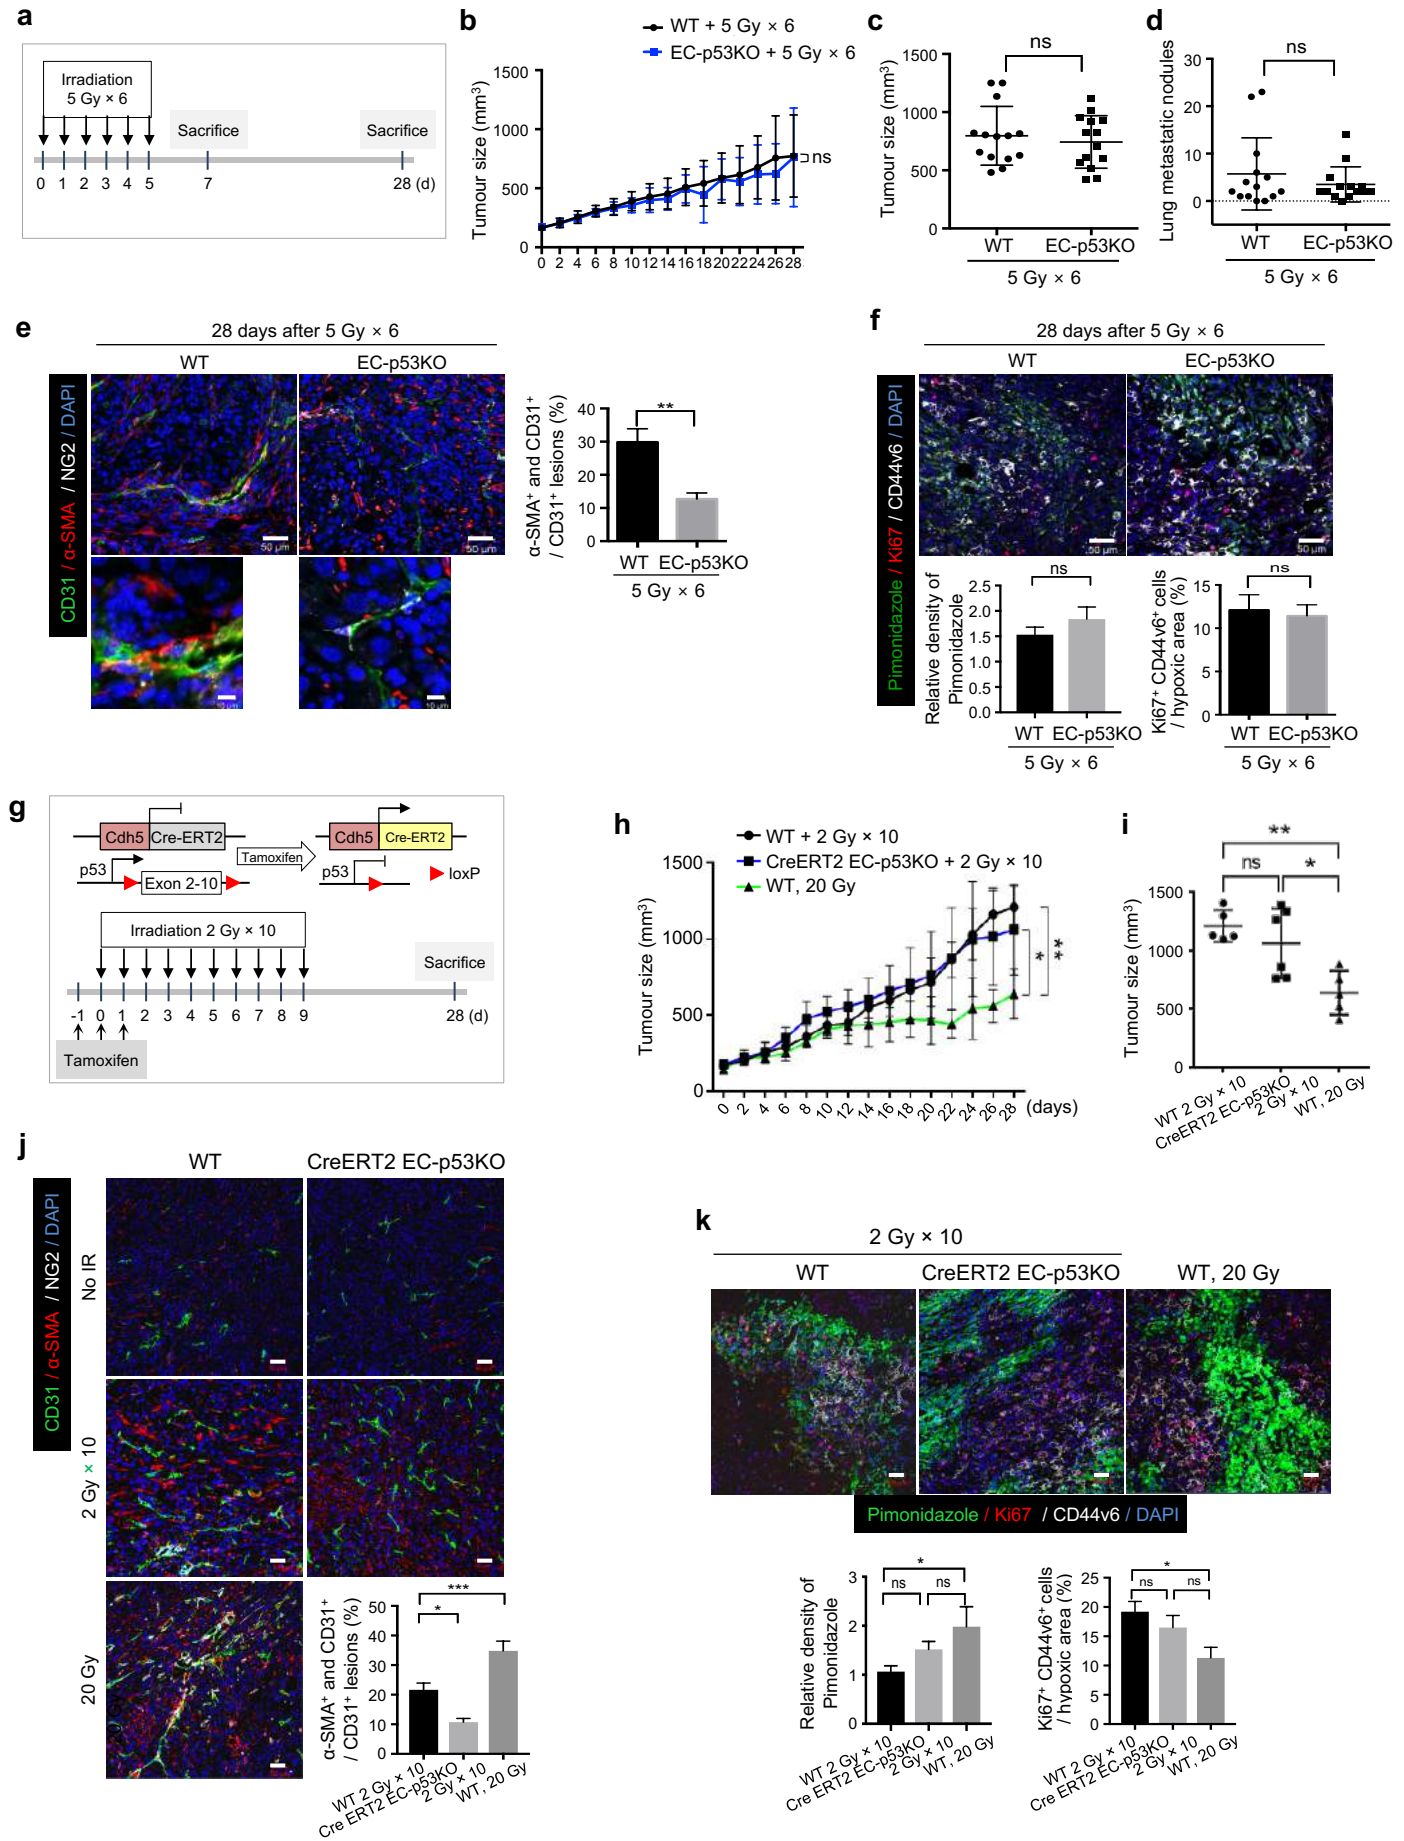 a
Irradiation
5 Gy × 6
Sacrifice
Sacrifice
0 1 2 3 4 5 7 28 (d)
b
WT + 5 Gy × 6
EC-p53KO + 5 Gy × 6
Tumour size (mm³)
1500
1000
500
0
ns
0 2 4 6 8 10 12 14 16 18 20 22 24 26 28
c
ns
Tumour size (mm³)
1500
1000
500
0
WT EC-p53KO
5 Gy × 6
d
ns
Lung metastatic nodules
30
20
10
0
WT EC-p53KO
5 Gy × 6
e
28 days after 5 Gy × 6
WT EC-p53KO
CD31 / α-SMA / NG2 / DAPI
50 µm
50 µm
10 µm
10 µm
α-SMA⁺ and CD31⁺
/ CD31⁺ lesions (%)
40
30
20
10
0
**
WT EC-p53KO
5 Gy × 6
f
28 days after 5 Gy × 6
WT EC-p53KO
Pimonidazole / Ki67 / CD44v6 / DAPI
50 µm
50 µm
Relative density of
Pimonidazole
2.5
2.0
1.5
1.0
0.5
0.0
ns
WT EC-p53KO
5 Gy × 6
Ki67⁺ CD44v6⁺ cells
/ hypoxic area (%)
15
10
5
0
ns
WT EC-p53KO
5 Gy × 6
g
Cdh5 Cre-ERT2
p53
Exon 2-10
Tamoxifen
Cdh5 Cre-ERT2
p53
loxP
Irradiation 2 Gy × 10
Sacrifice
-1 0 1 2 3 4 5 6 7 8 9 28 (d)
Tamoxifen
h
WT + 2 Gy × 10
CreERT2 EC-p53KO + 2 Gy × 10
WT, 20 Gy
Tumour size (mm³)
1500
1000
500
0
*
**
0 2 4 6 8 10 12 14 16 18 20 22 24 26 28 (days)
i
**
ns *
Tumour size (mm³)
1500
1000
500
0
WT 2 Gy × 10
CreERT2 EC-p53KO
2 Gy × 10
WT, 20 Gy
j
WT CreERT2 EC-p53KO
CD31 / α-SMA / NG2 / DAPI
No IR
2 Gy × 10
20 Gy
α-SMA⁺ and CD31⁺
/ CD31⁺ lesions (%)
50
40
30
20
10
0
***
*
WT 2 Gy × 10
Cre ERT2 EC-p53KO
2 Gy × 10
WT, 20 Gy
k
2 Gy × 10
WT CreERT2 EC-p53KO WT, 20 Gy
Pimonidazole / Ki67 / CD44v6 / DAPI
Relative density of
Pimonidazole
3
2
1
0
*
ns ns
WT 2 Gy × 10
Cre ERT2 EC-p53KO
2 Gy × 10
WT, 20 Gy
Ki67⁺ CD44v6⁺ cells
/ hypoxic area (%)
25
20
15
10
5
0
*
ns ns
WT 2 Gy × 10
Cre ERT2 EC-p53KO
2 Gy × 10
WT, 20 Gy